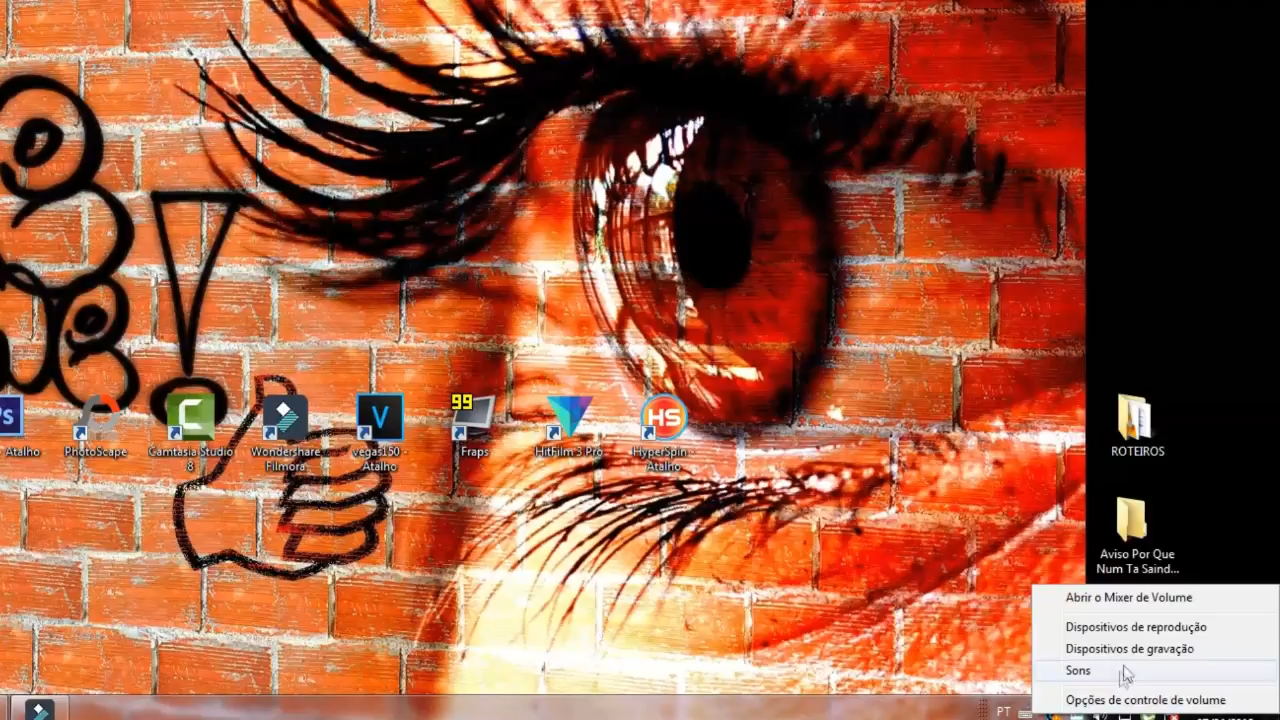 Ps
99
C
V
HS
Atalho
PhotoScape
Camtasia Studio
8
Wondershare
Filmora
vegas150 -
Atalho
Fraps
HitFilm 3 Pro
HyperSpin -
Atalho
ROTEIROS
Aviso Por Que
Num Ta Saind...
Abrir o Mixer de Volume
Dispositivos de reprodução
Dispositivos de gravação
Sons
Opções de controle de volume
PT